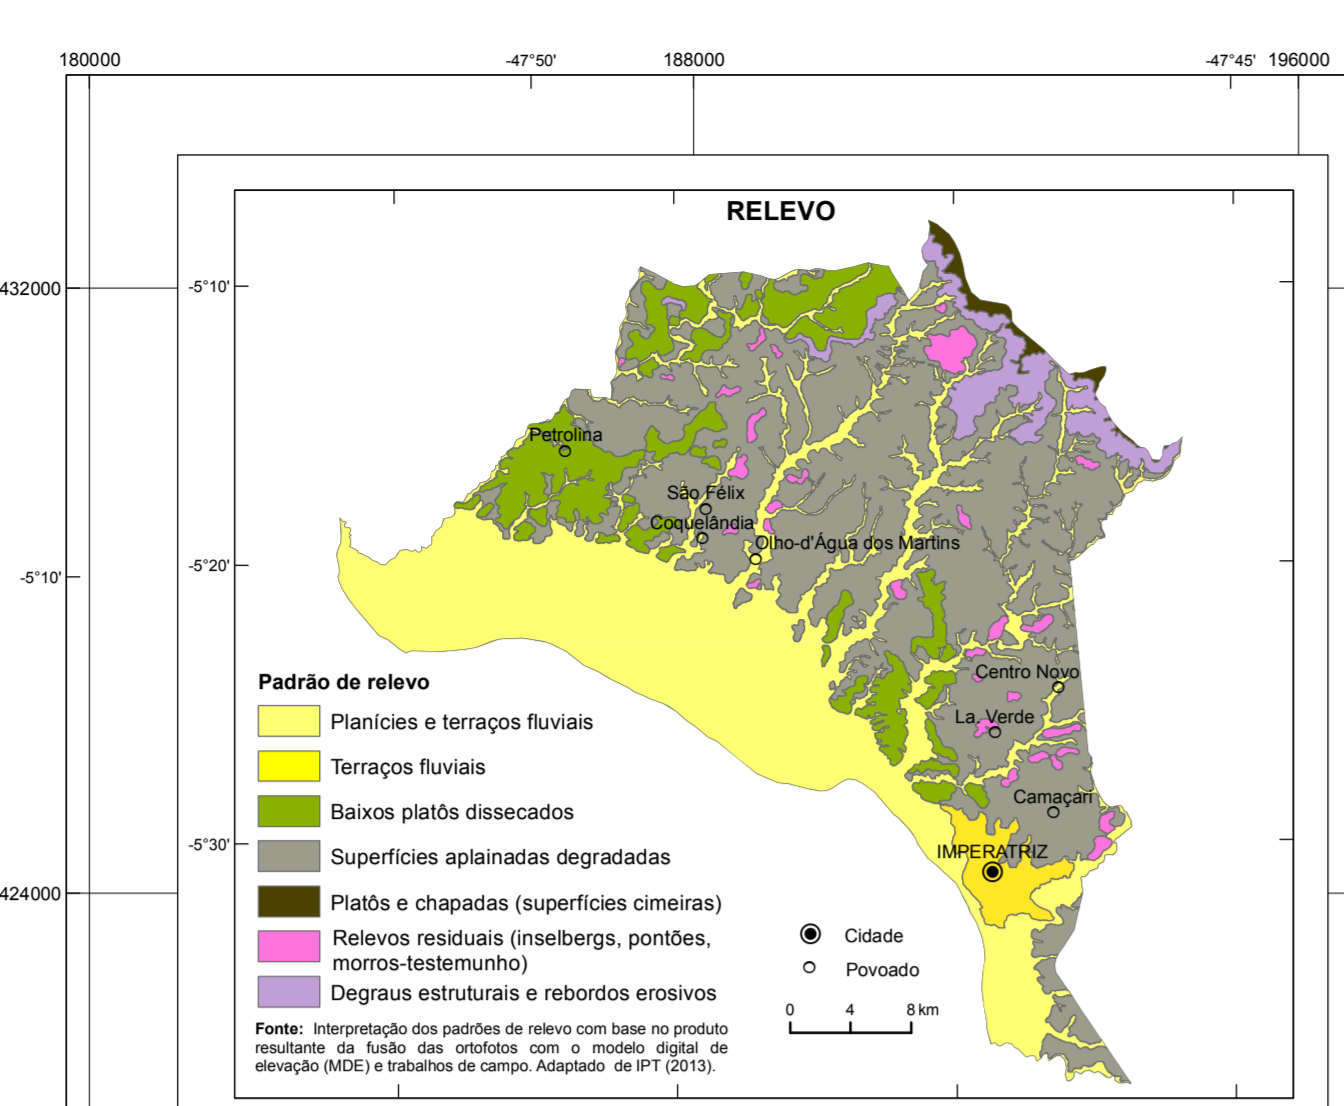 180000
-47°50'
188000
-47°45'
196000
RELEVO
432000
-5°10'
Petrolina
São Félix
Coquelândia
Olho-d'Água dos Martins
-5°10'
-5°20'
Centro Novo
La. Verde
Camaçari
IMPERATRIZ
-5°30'
424000
Padrão de relevo
Planícies e terraços fluviais
Terraços fluviais
Baixos platôs dissecados
Superfícies aplainadas degradadas
Platôs e chapadas (superfícies cimeiras)
Relevos residuais (inselbergs, pontões,
morros-testemunho)
Degraus estruturais e rebordos erosivos
Cidade
Povoado
0 4 8 km
Fonte: Interpretação dos padrões de relevo com base no produto
resultante da fusão das ortofotos com o modelo digital de
elevação (MDE) e trabalhos de campo. Adaptado de IPT (2013).